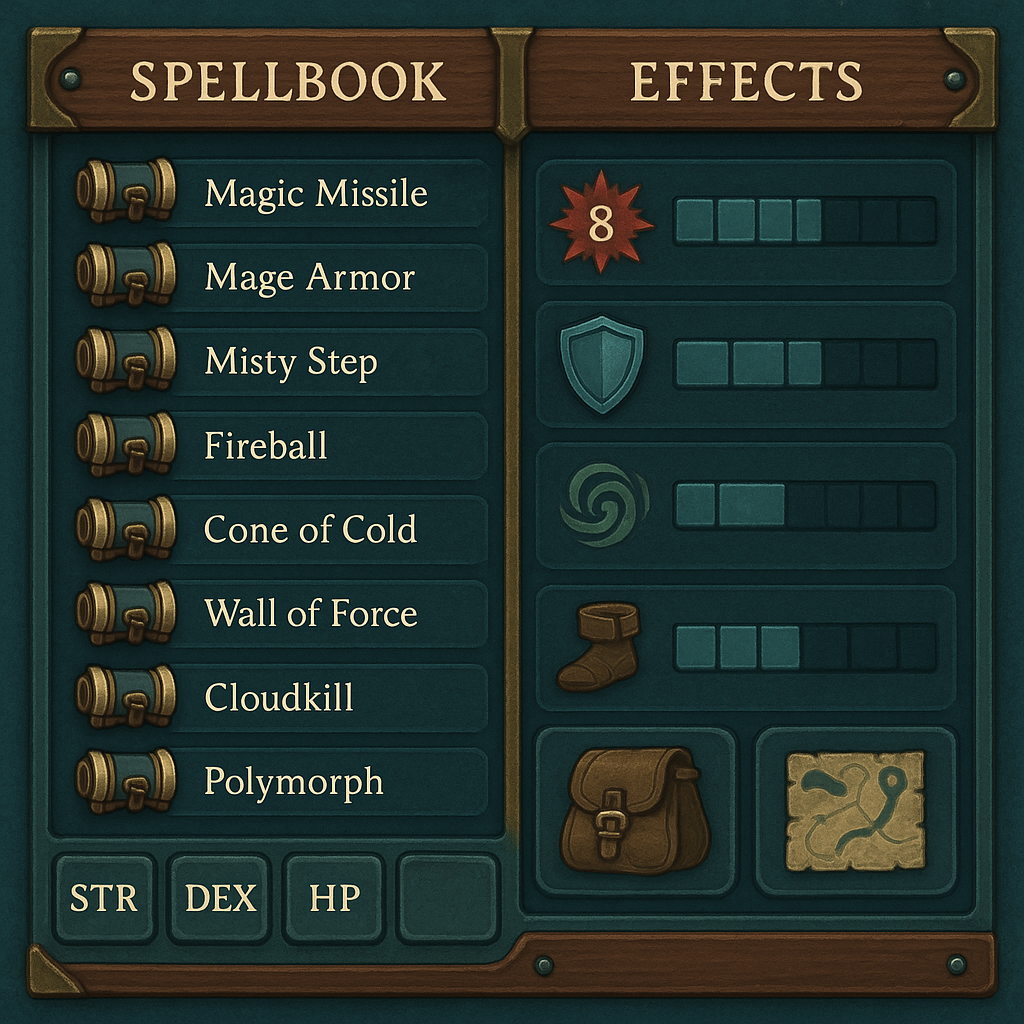 SPELLBOOK
Magic Missile
Mage Armor
Misty Step
Fireball
Cone of Cold
Wall of Force
Cloudkill
Polymorph
STR
DEX
HP
EFFECTS
8